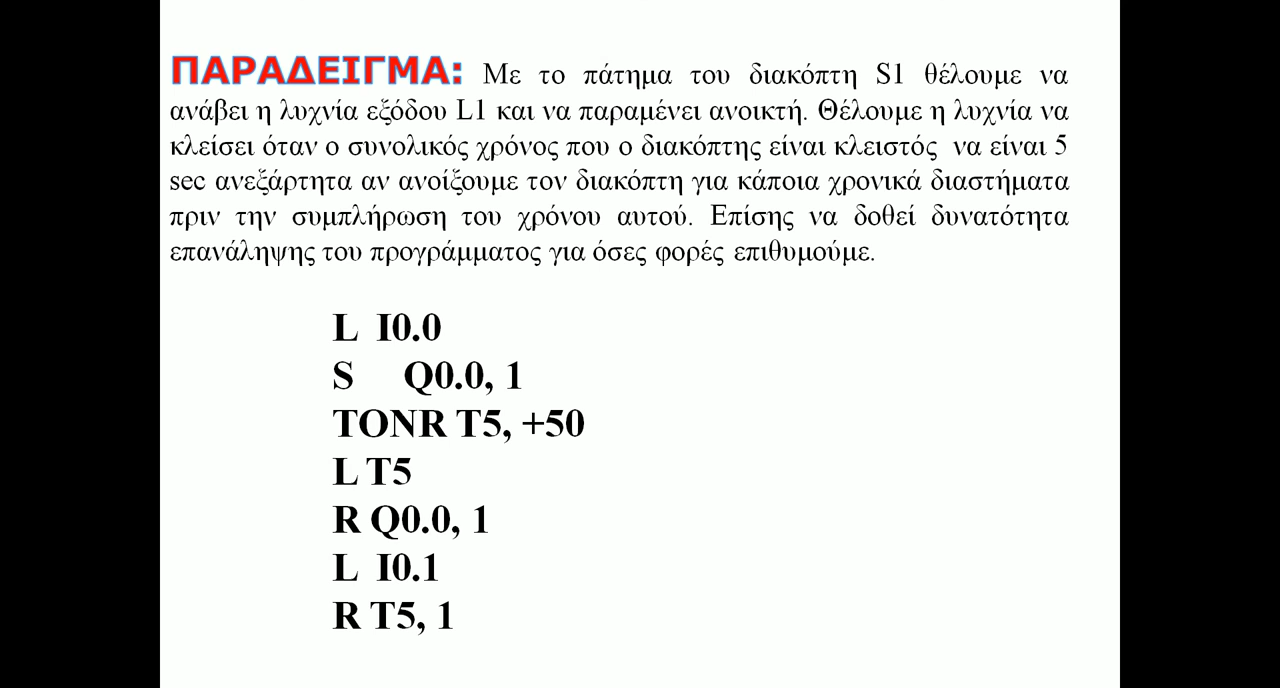 ΠΑΡΑΔΕΙΓΜΑ: Με το πάτημα του διακόπτη S1 θέλουμε να
ανάβει η λυχνία εξόδου L1 και να παραμένει ανοικτή. Θέλουμε η λυχνία να
κλείσει όταν ο συνολικός χρόνος που ο διακόπτης είναι κλειστός να είναι 5
sec ανεξάρτητα αν ανοίξουμε τον διακόπτη για κάποια χρονικά διαστήματα
πριν την συμπλήρωση του χρόνου αυτού. Επίσης να δοθεί δυνατότητα
επανάληψης του προγράμματος για όσες φορές επιθυμούμε.
L I0.0
S Q0.0, 1
TONR T5, +50
L T5
R Q0.0, 1
L I0.1
R T5, 1